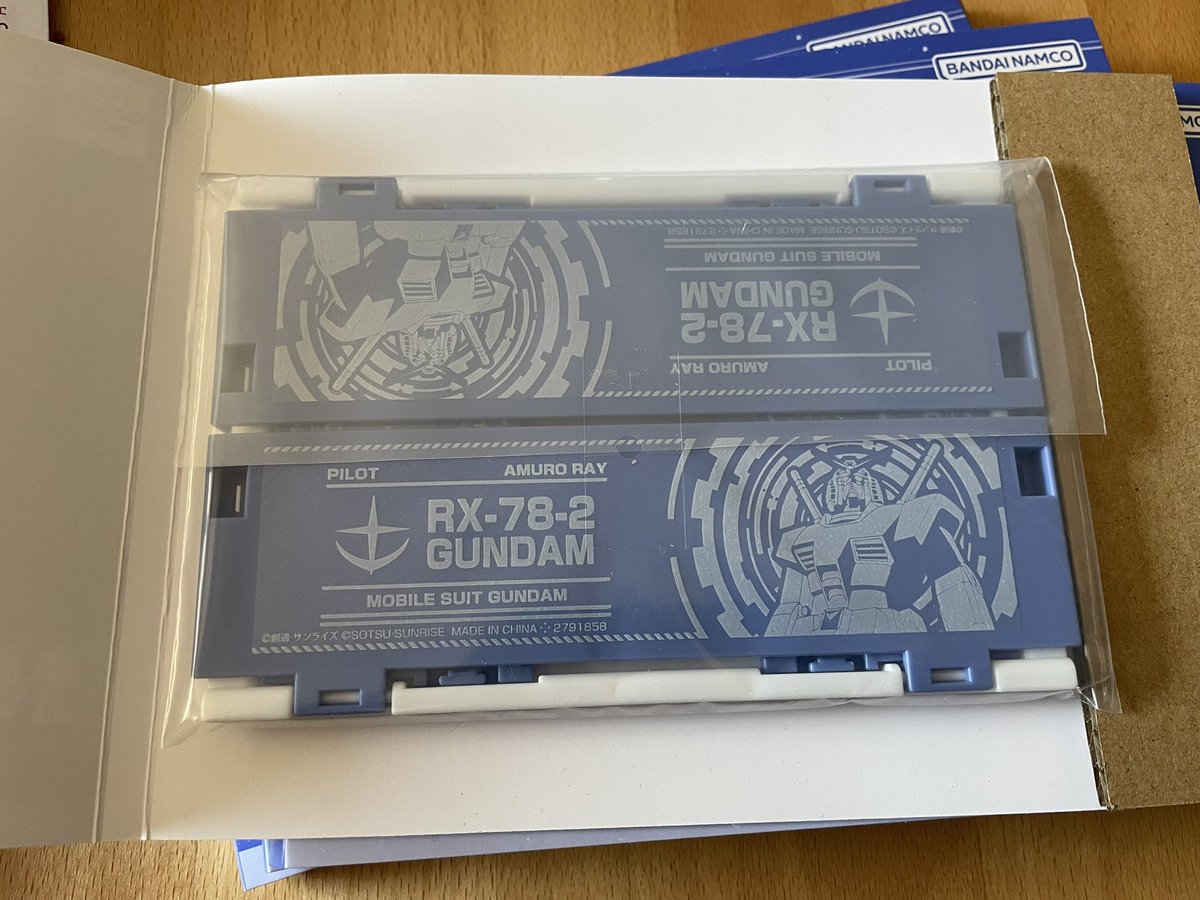 BANDAI NAMCO
BANDAI NAMCO
©創通・サンライズ ©SOTSU・SUNRISE MADE IN CHINA 2791658
MOBILE SUIT GUNDAM
RX-78-2
GUNDAM
PILOT AMURO RAY
PILOT AMURO RAY
RX-78-2
GUNDAM
MOBILE SUIT GUNDAM
©創通・サンライズ ©SOTSU・SUNRISE MADE IN CHINA 2791658